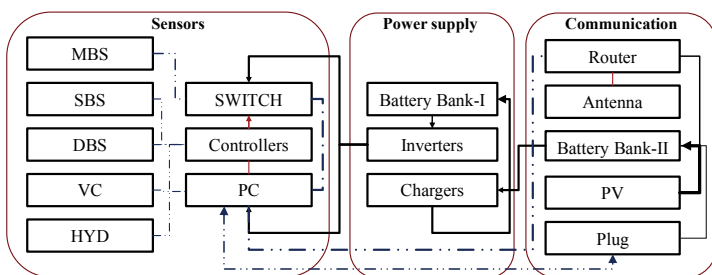 Sensors
Power supply
Communication
MBS
SBS
DBS
VC
HYD
SWITCH
Controllers
PC
Battery Bank-I
Inverters
Chargers
Router
Antenna
Battery Bank-II
PV
Plug